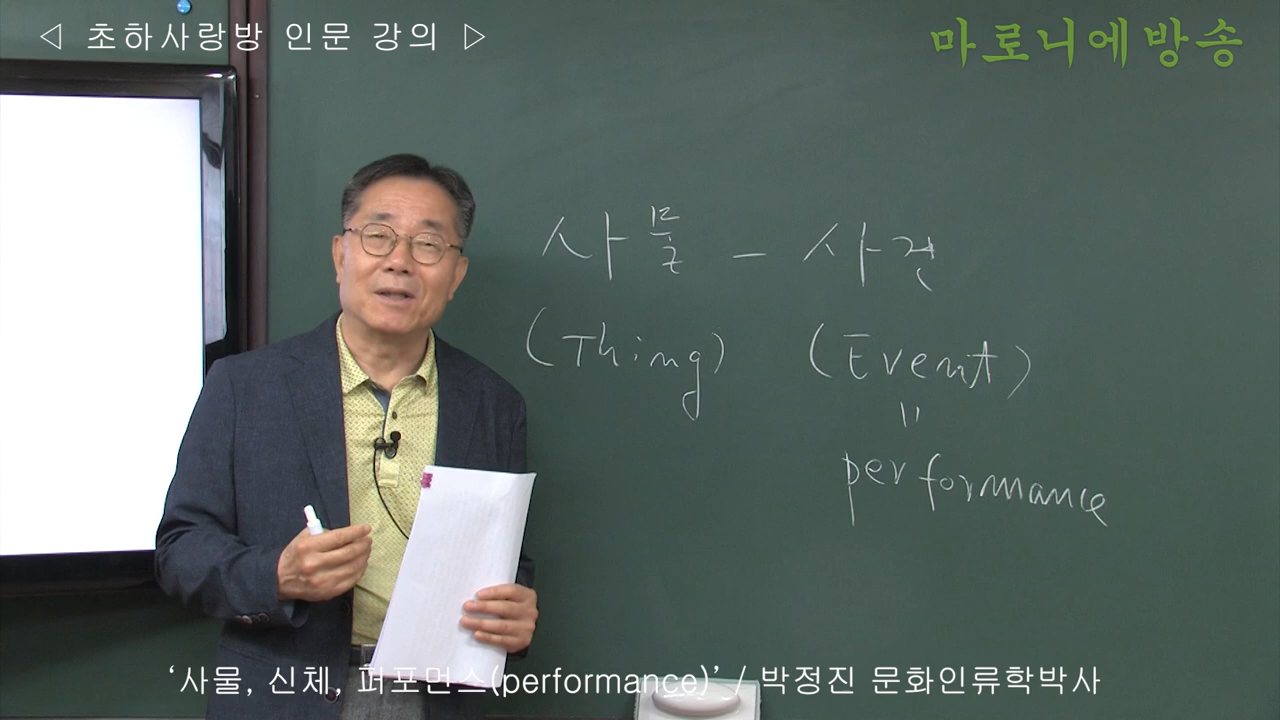 ◁ 초하사랑방 인문 강의 ▷
마로니에방송
사물 - 사건
(Thing) (Event)
〃
performance
‘사물, 신체, 퍼포먼스(performance)’ / 박정진 문화인류학박사